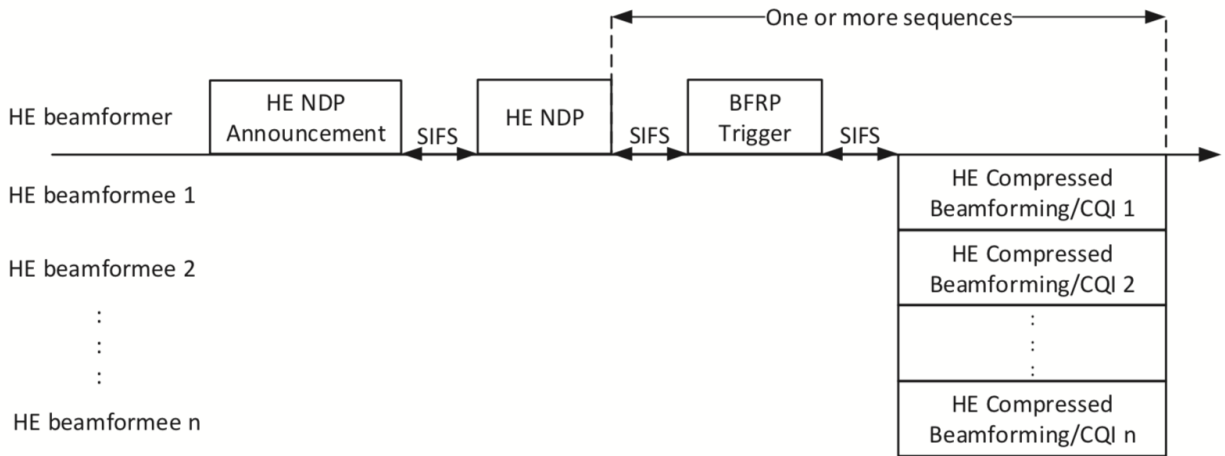 One or more sequences
HE beamformer
HE NDP
Announcement
SIFS
HE NDP
SIFS
BFRP
Trigger
SIFS
HE beamformee 1
HE Compressed
Beamforming/CQI 1
HE beamformee 2
HE Compressed
Beamforming/CQI 2
:
:
:
:
:
:
HE beamformee n
HE Compressed
Beamforming/CQI n